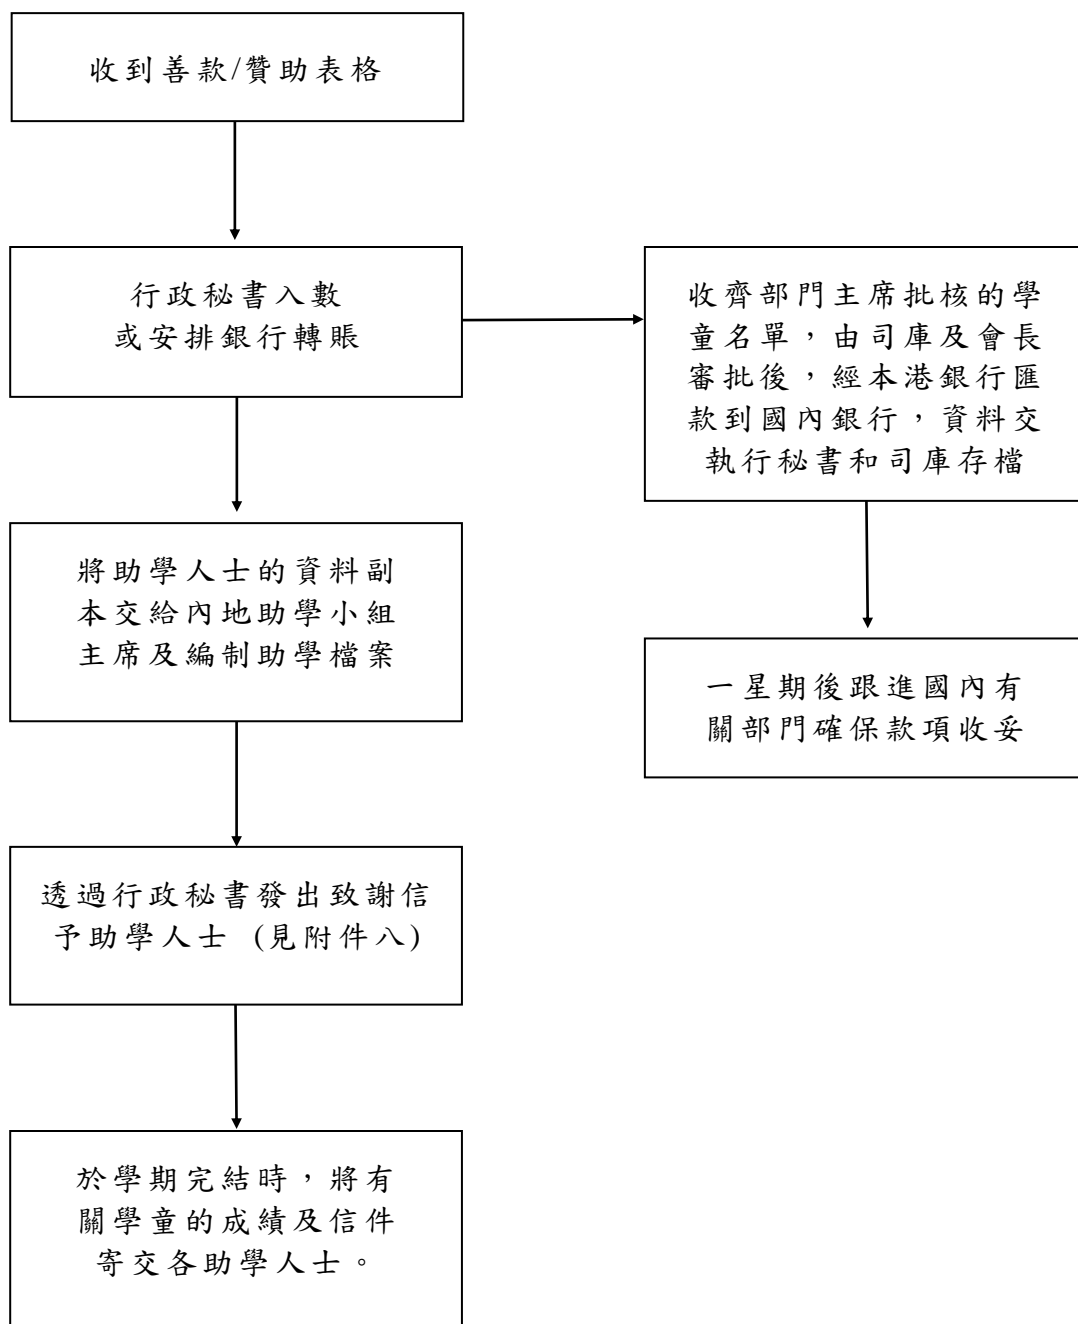 收到善款/贊助表格
行政秘書入數
或安排銀行轉賬
收齊部門主席批核的學
童名單，由司庫及會長
審批後，經本港銀行匯
款到國內銀行，資料交
執行秘書和司庫存檔
將助學人士的資料副
本交給內地助學小組
主席及編制助學檔案
一星期後跟進國內有
關部門確保款項收妥
透過行政秘書發出致謝信
予助學人士 (見附件八)
於學期完結時，將有
關學童的成績及信件
寄交各助學人士。